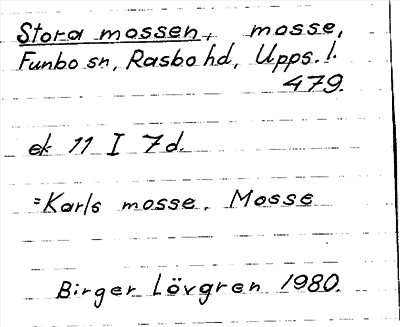 Stora mossen, mosse,
Funbo sn, Rasbo hd, Upps. l.
479.
ek 11 I 7d.
=Karls mosse. Mosse
Birger Lövgren 1980.